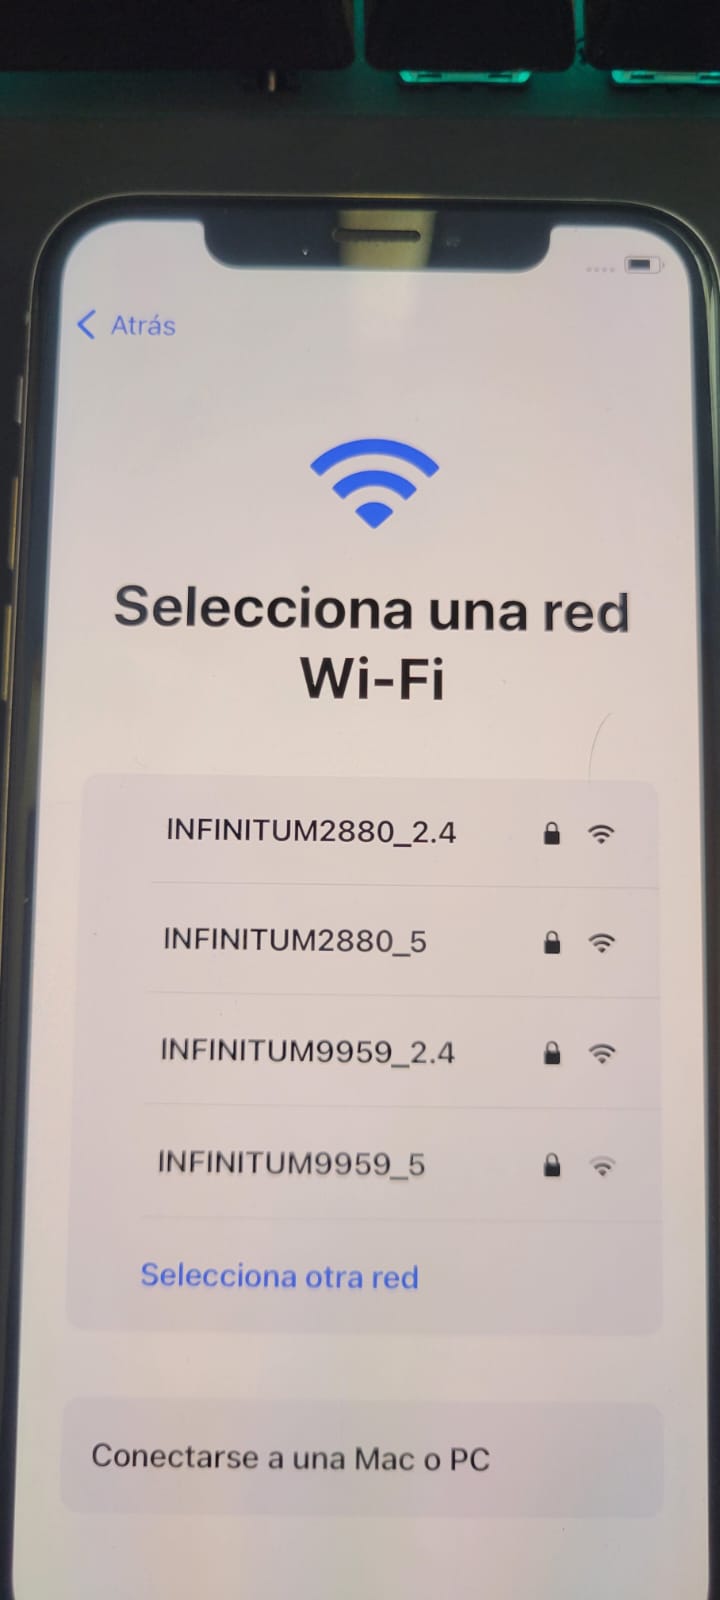 Atrás
Selecciona una red
Wi-Fi
INFINITUM2880_2.4
INFINITUM2880_5
INFINITUM9959_2.4
INFINITUM9959_5
Selecciona otra red
Conectarse a una Mac o PC